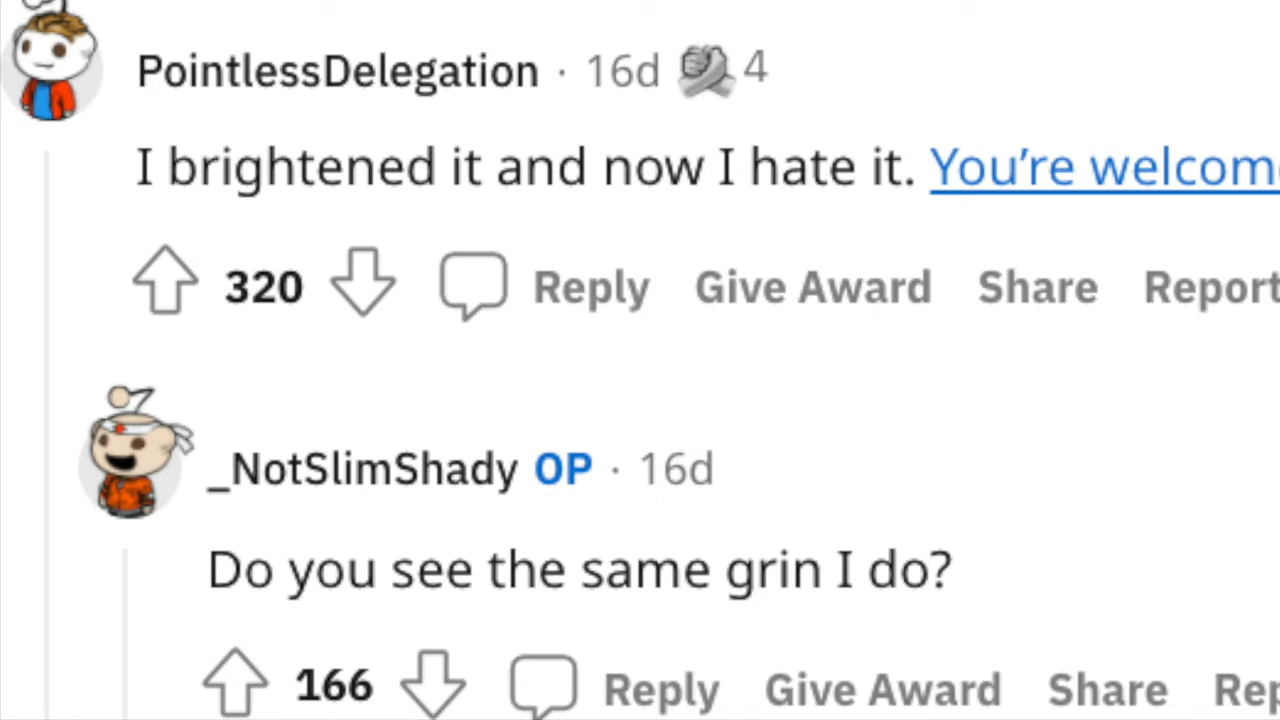 PointlessDelegation · 16d 4
I brightened it and now I hate it. You’re welcom
320 Reply Give Award Share Report
_NotSlimShady OP · 16d
Do you see the same grin I do?
166 Reply Give Award Share Rep